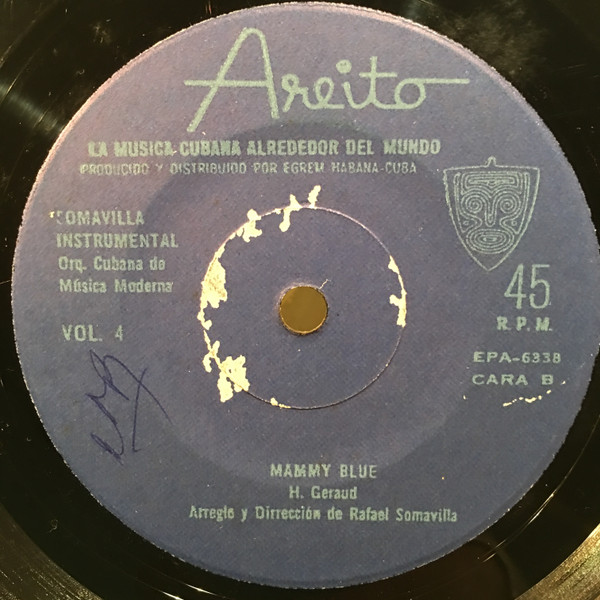 Areito
LA MUSICA CUBANA ALREDEDOR DEL MUNDO
PRODUCIDO Y DISTRIBUIDO POR EGREM HABANA-CUBA
"SOMAVILLA
INSTRUMENTAL
Orq. Cubana de
Música Moderna
VOL. 4
45
R.P.M.
EPA-6338
CARA B
MAMMY BLUE
H. Geraud
Arreglo y Dirrección de Rafael Somavilla